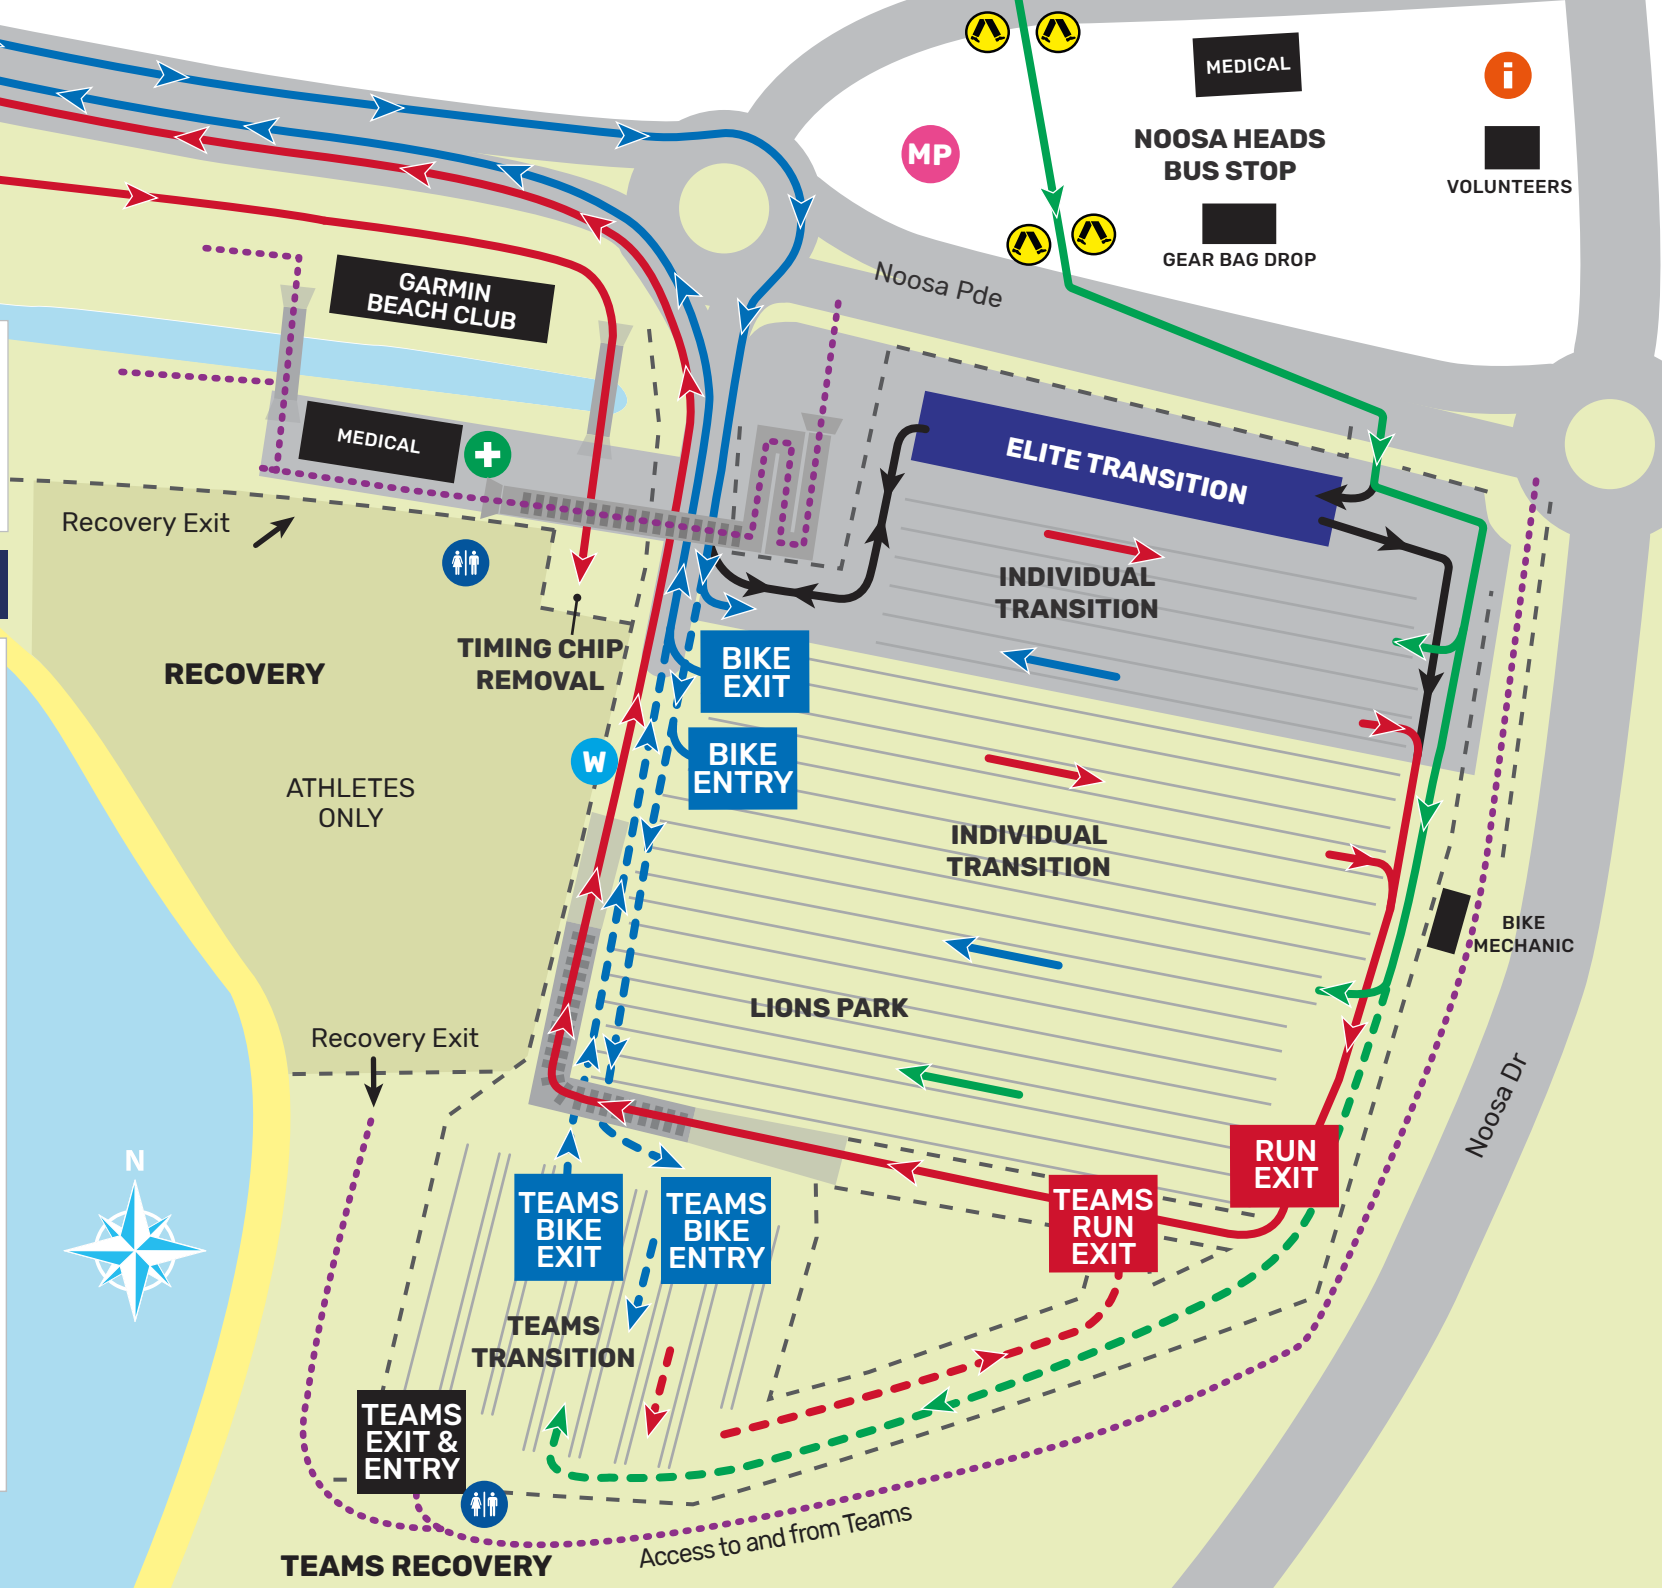 MEDICAL
i
MP
NOOSA HEADS
BUS STOP
VOLUNTEERS
GEAR BAG DROP
Noosa Pde
GARMIN
BEACH CLUB
MEDICAL
ELITE TRANSITION
Recovery Exit
INDIVIDUAL
TRANSITION
TIMING CHIP
REMOVAL
RECOVERY
BIKE
EXIT
W
BIKE
ENTRY
ATHLETES
ONLY
INDIVIDUAL
TRANSITION
BIKE
MECHANIC
LIONS PARK
Recovery Exit
Noosa Dr
N
RUN
EXIT
TEAMS
BIKE
EXIT
TEAMS
BIKE
ENTRY
TEAMS
RUN
EXIT
TEAMS
TRANSITION
TEAMS
EXIT &
ENTRY
Access to and from Teams
TEAMS RECOVERY